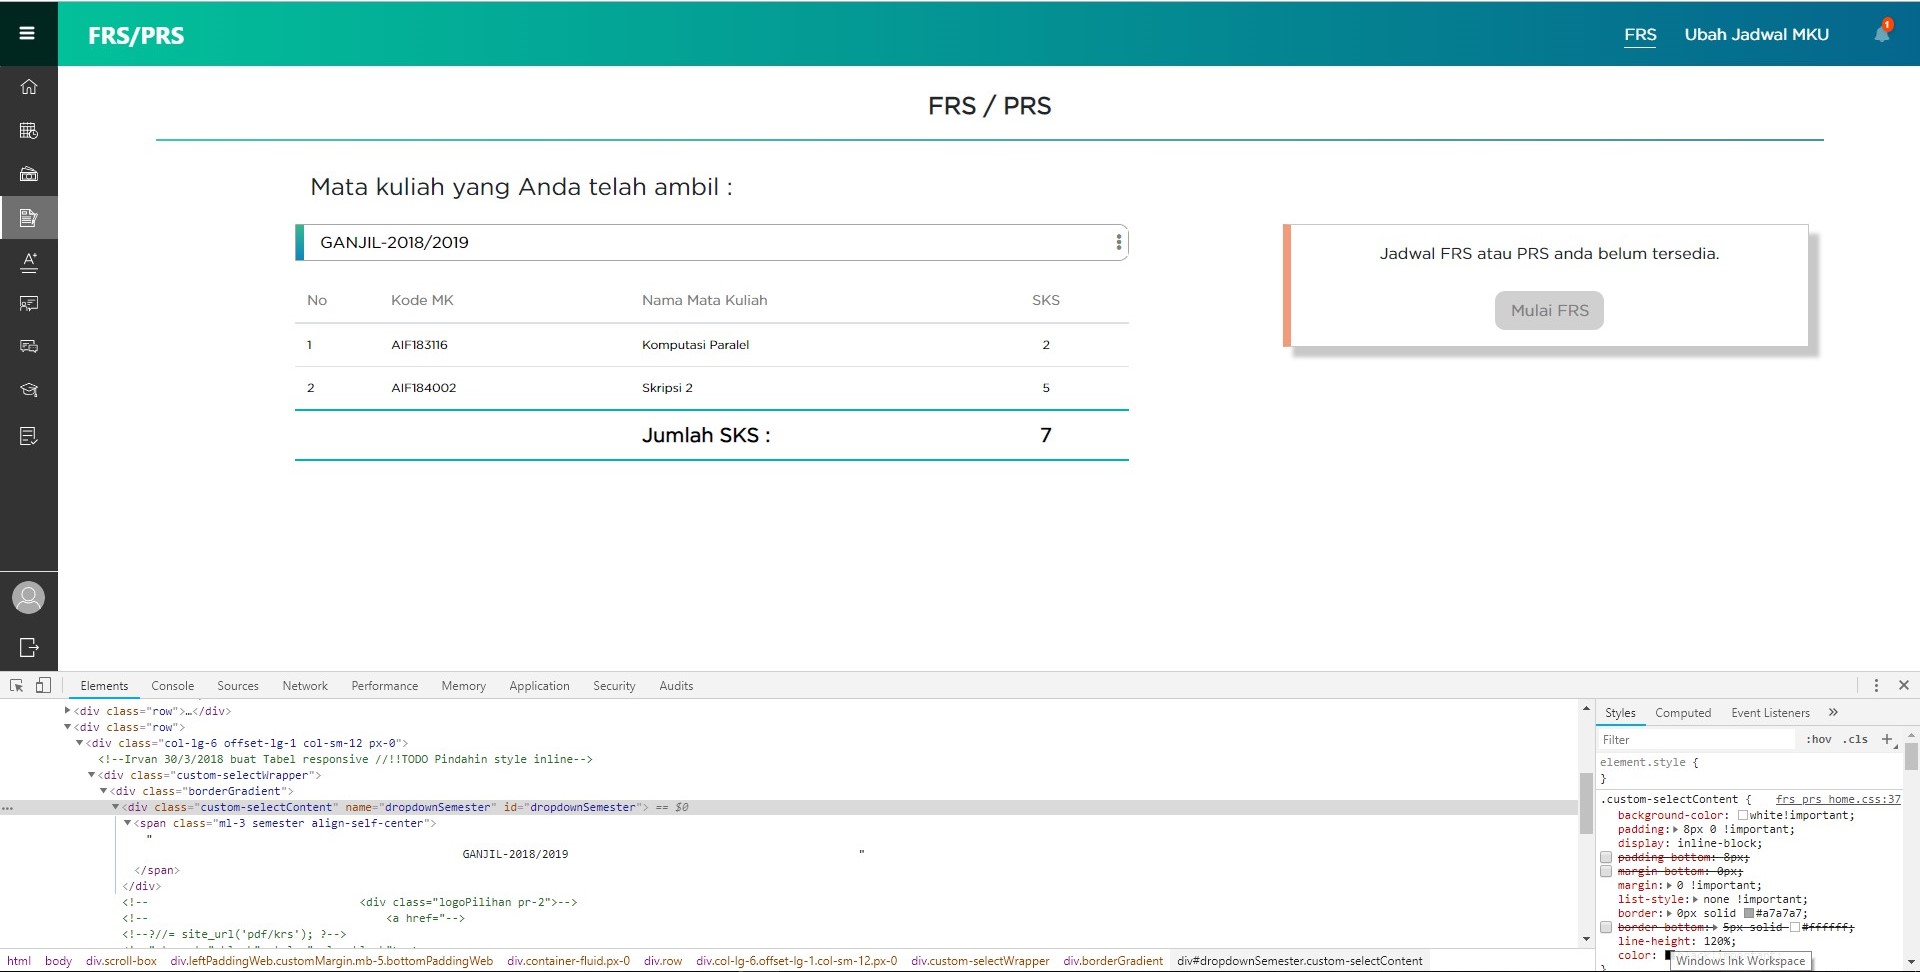 FRS/PRS
FRS Ubah Jadwal MKU 1
FRS / PRS
Mata kuliah yang Anda telah ambil :
GANJIL-2018/2019
No Kode MK Nama Mata Kuliah SKS
1 AIF183116 Komputasi Paralel 2
2 AIF184002 Skripsi 2 5
Jumlah SKS : 7
Jadwal FRS atau PRS anda belum tersedia.
Mulai FRS
Elements Console Sources Network Performance Memory Application Security Audits
<div class="row">…</div>
<div class="row">
<div class="col-lg-6 offset-lg-1 col-sm-12 px-0">
<!--Irvan 30/3/2018 buat Tabel responsive //!!TODO Pindahin style inline-->
<div class="custom-selectWrapper">
<div class="borderGradient">
... <div class="custom-selectContent" name="dropdownSemester" id="dropdownSemester"> == $0
<span class="ml-3 semester align-self-center">
"
GANJIL-2018/2019 "
</span>
</div>
<!-- <div class="logoPilihan pr-2">-->
<!-- <a href="-->
<!--?//= site_url('pdf/krs'); ?-->
html body div.scroll-box div.leftPaddingWeb.customMargin.mb-5.bottomPaddingWeb div.container-fluid.px-0 div.row div.col-lg-6.offset-lg-1.col-sm-12.px-0 div.custom-selectWrapper div.borderGradient div#dropdownSemester.custom-selectContent
Styles Computed Event Listeners »
Filter :hov .cls +
element.style {
}
.custom-selectContent { frs_prs_home.css:37
background-color: white!important;
padding: 8px 0 !important;
display: inline-block;
padding-bottom: 8px;
margin-bottom: 0px;
margin: 0 !important;
list-style: none !important;
border: 0px solid #a7a7a7;
border-bottom: 5px solid #ffffff;
line-height: 120%;
color:
Windows Ink Workspace
}